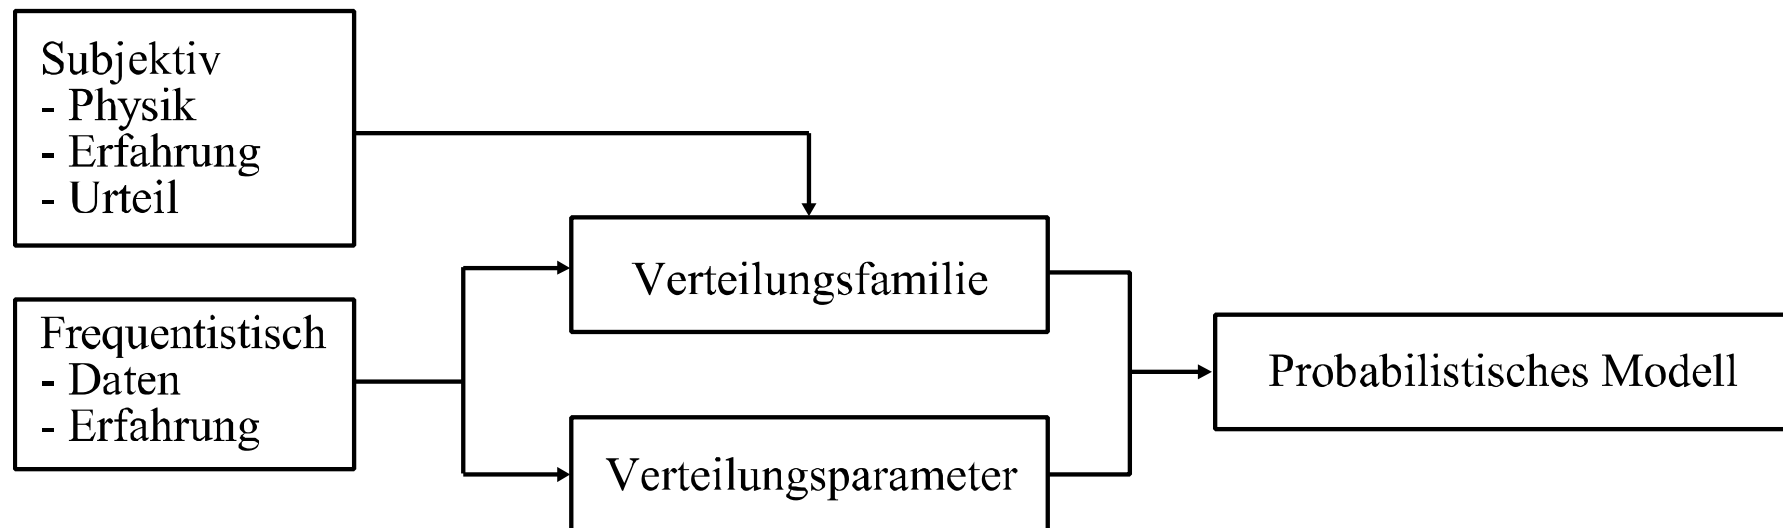 Subjektiv
- Physik
- Erfahrung
- Urteil
Verteilungsfamilie
Frequentistisch
- Daten
- Erfahrung
Verteilungsparameter
Probabilistisches Modell